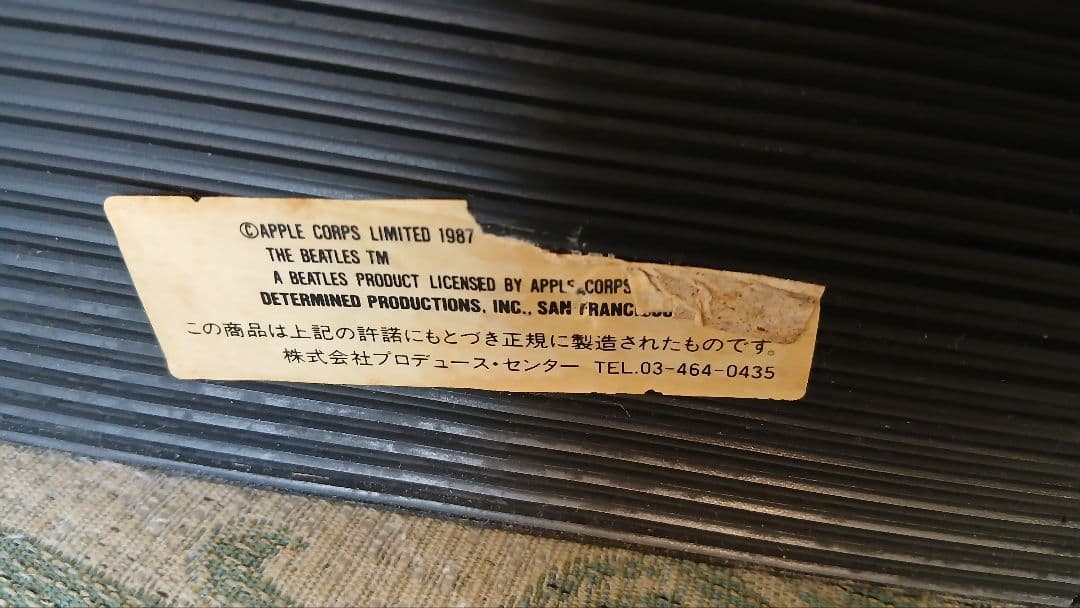 ©APPLE CORPS LIMITED 1987
THE BEATLES TM
A BEATLES PRODUCT LICENSED BY APPLE CORPS
DETERMINED PRODUCTIONS, INC., SAN FRANCISCO
この商品は上記の許諾にもとづき正規に製造されたものです。
株式会社プロデュース・センター TEL.03-464-0435